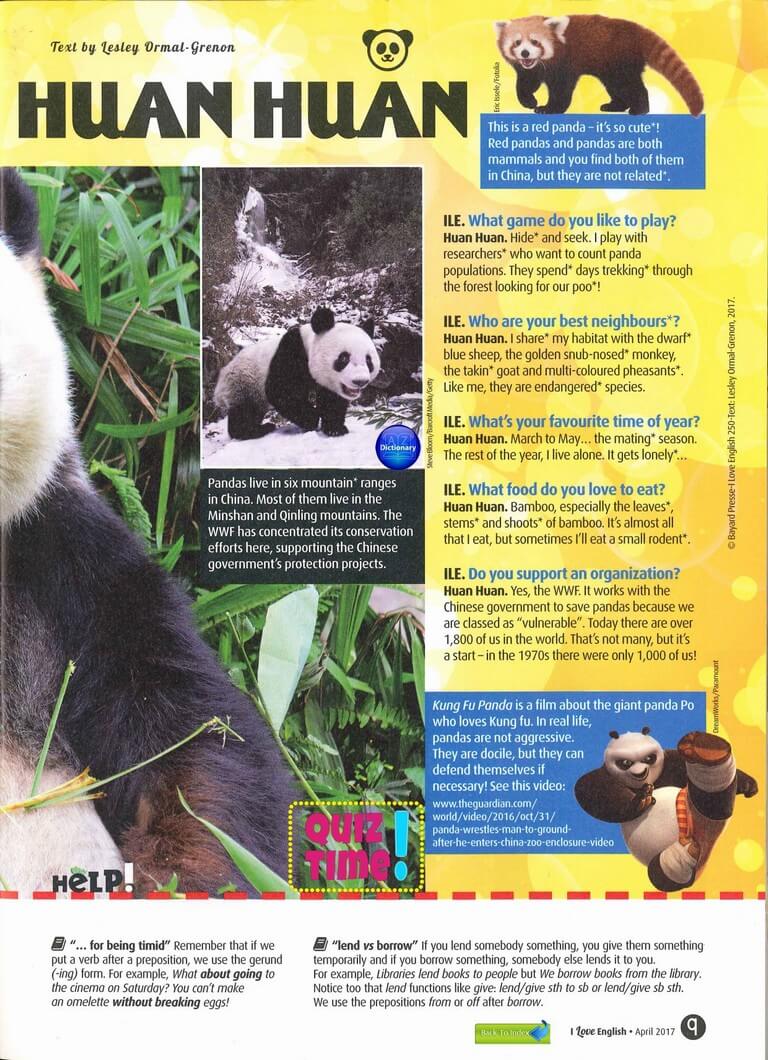 Text by Lesley Ormal-Grenon
HUAN HUAN
Eric Issele/Fotolia
This is a red panda – it's so cute*!
Red pandas and pandas are both
mammals and you find both of them
in China, but they are not related*.
Steve Bloom/Barcroft Media/Getty
A Z
Dictionary
Pandas live in six mountain* ranges
in China. Most of them live in the
Minshan and Qinling mountains. The
WWF has concentrated its conservation
efforts here, supporting the Chinese
government's protection projects.
ILE. What game do you like to play?
Huan Huan. Hide* and seek. I play with
researchers* who want to count panda
populations. They spend* days trekking* through
the forest looking for our poo*!
ILE. Who are your best neighbours*?
Huan Huan. I share* my habitat with the dwarf*
blue sheep, the golden snub-nosed* monkey,
the takin* goat and multi-coloured pheasants*.
Like me, they are endangered* species.
ILE. What's your favourite time of year?
Huan Huan. March to May... the mating* season.
The rest of the year, I live alone. It gets lonely*...
ILE. What food do you love to eat?
Huan Huan. Bamboo, especially the leaves*,
stems* and shoots* of bamboo. It's almost all
that I eat, but sometimes I'll eat a small rodent*.
ILE. Do you support an organization?
Huan Huan. Yes, the WWF. It works with the
Chinese government to save pandas because we
are classed as "vulnerable". Today there are over
1,800 of us in the world. That's not many, but it's
a start – in the 1970s there were only 1,000 of us!
© Bayard Presse-I Love English 250-Text: Lesley Ormal-Grenon, 2017.
Kung Fu Panda is a film about the giant panda Po
who loves Kung fu. In real life,
pandas are not aggressive.
They are docile, but they can
defend themselves if
necessary! See this video:
www.theguardian.com/
world/video/2016/oct/31/
panda-wrestles-man-to-ground-
after-he-enters-china-zoo-enclosure-video
DreamWorks/Paramount
QUIZ
TIME!
HELP!
"... for being timid" Remember that if we
put a verb after a preposition, we use the gerund
(-ing) form. For example, What about going to
the cinema on Saturday? You can't make
an omelette without breaking eggs!
"lend vs borrow" If you lend somebody something, you give them something
temporarily and if you borrow something, somebody else lends it to you.
For example, Libraries lend books to people but We borrow books from the library.
Notice too that lend functions like give: lend/give sth to sb or lend/give sb sth.
We use the prepositions from or off after borrow.
Back To Index
I Love English • April 2017 9